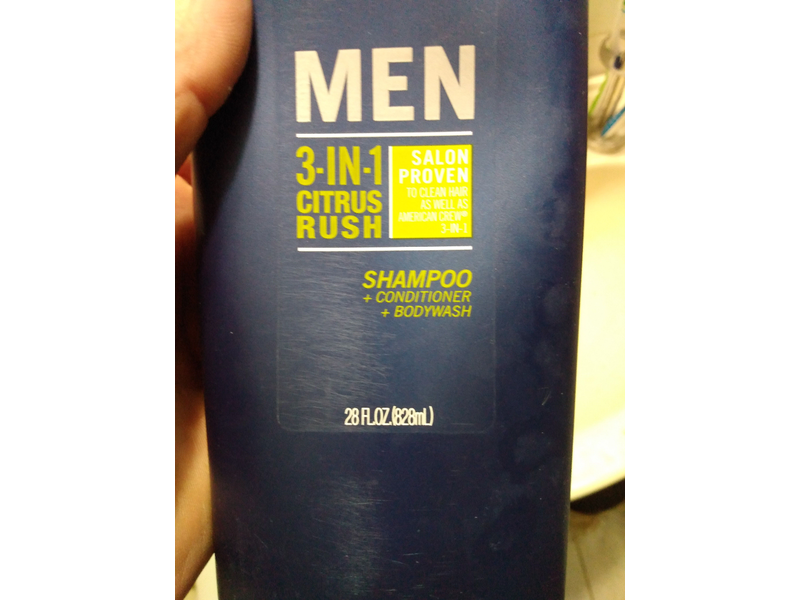 MEN
3-IN-1
CITRUS
RUSH
SALON
PROVEN
TO CLEAN HAIR
AS WELL AS
AMERICAN CREW®
3-IN-1
SHAMPOO
+ CONDITIONER
+ BODYWASH
28 FL.OZ.(828mL)